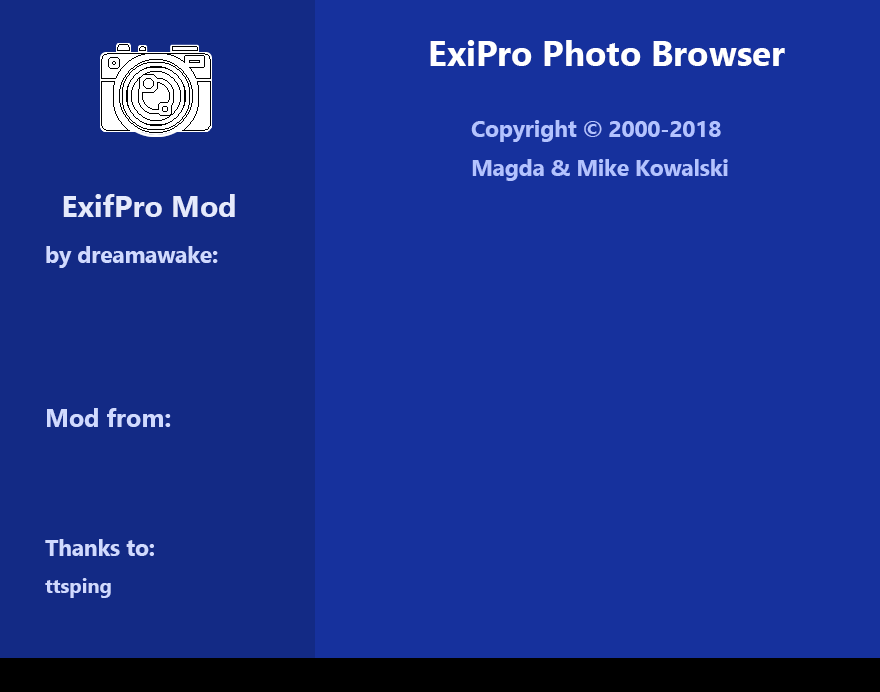 ExifPro Mod
by dreamawake:
Mod from:
Thanks to:
ttsping
ExiPro Photo Browser
Copyright © 2000-2018
Magda & Mike Kowalski